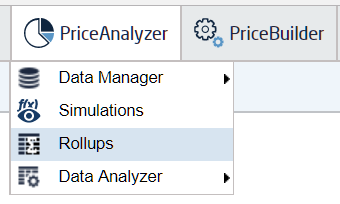 PriceAnalyzer PriceBuilder
Data Manager
f(x) Simulations
Rollups
Data Analyzer